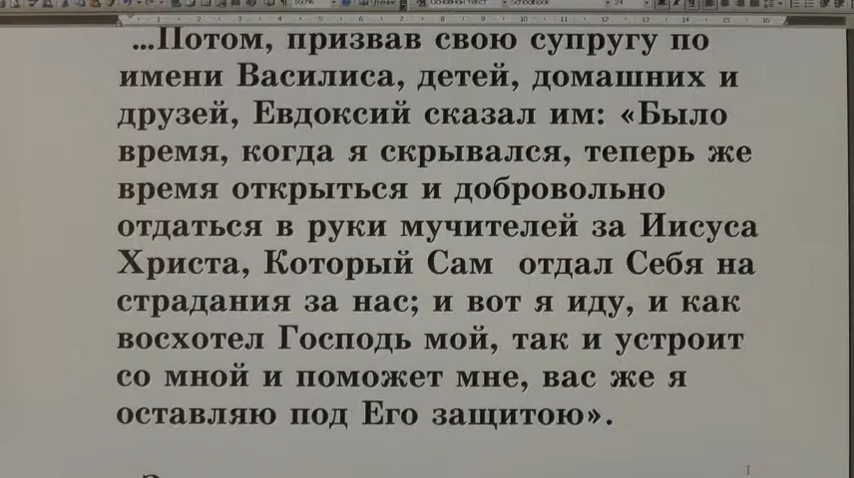 ...Потом, призвав свою супругу по
имени Василиса, детей, домашних и
друзей, Евдоксий сказал им: «Было
время, когда я скрывался, теперь же
время открыться и добровольно
отдаться в руки мучителей за Иисуса
Христа, Который Сам отдал Себя на
страдания за нас; и вот я иду, и как
восхотел Господь мой, так и устроит
со мной и поможет мне, вас же я
оставляю под Его защитою».
1